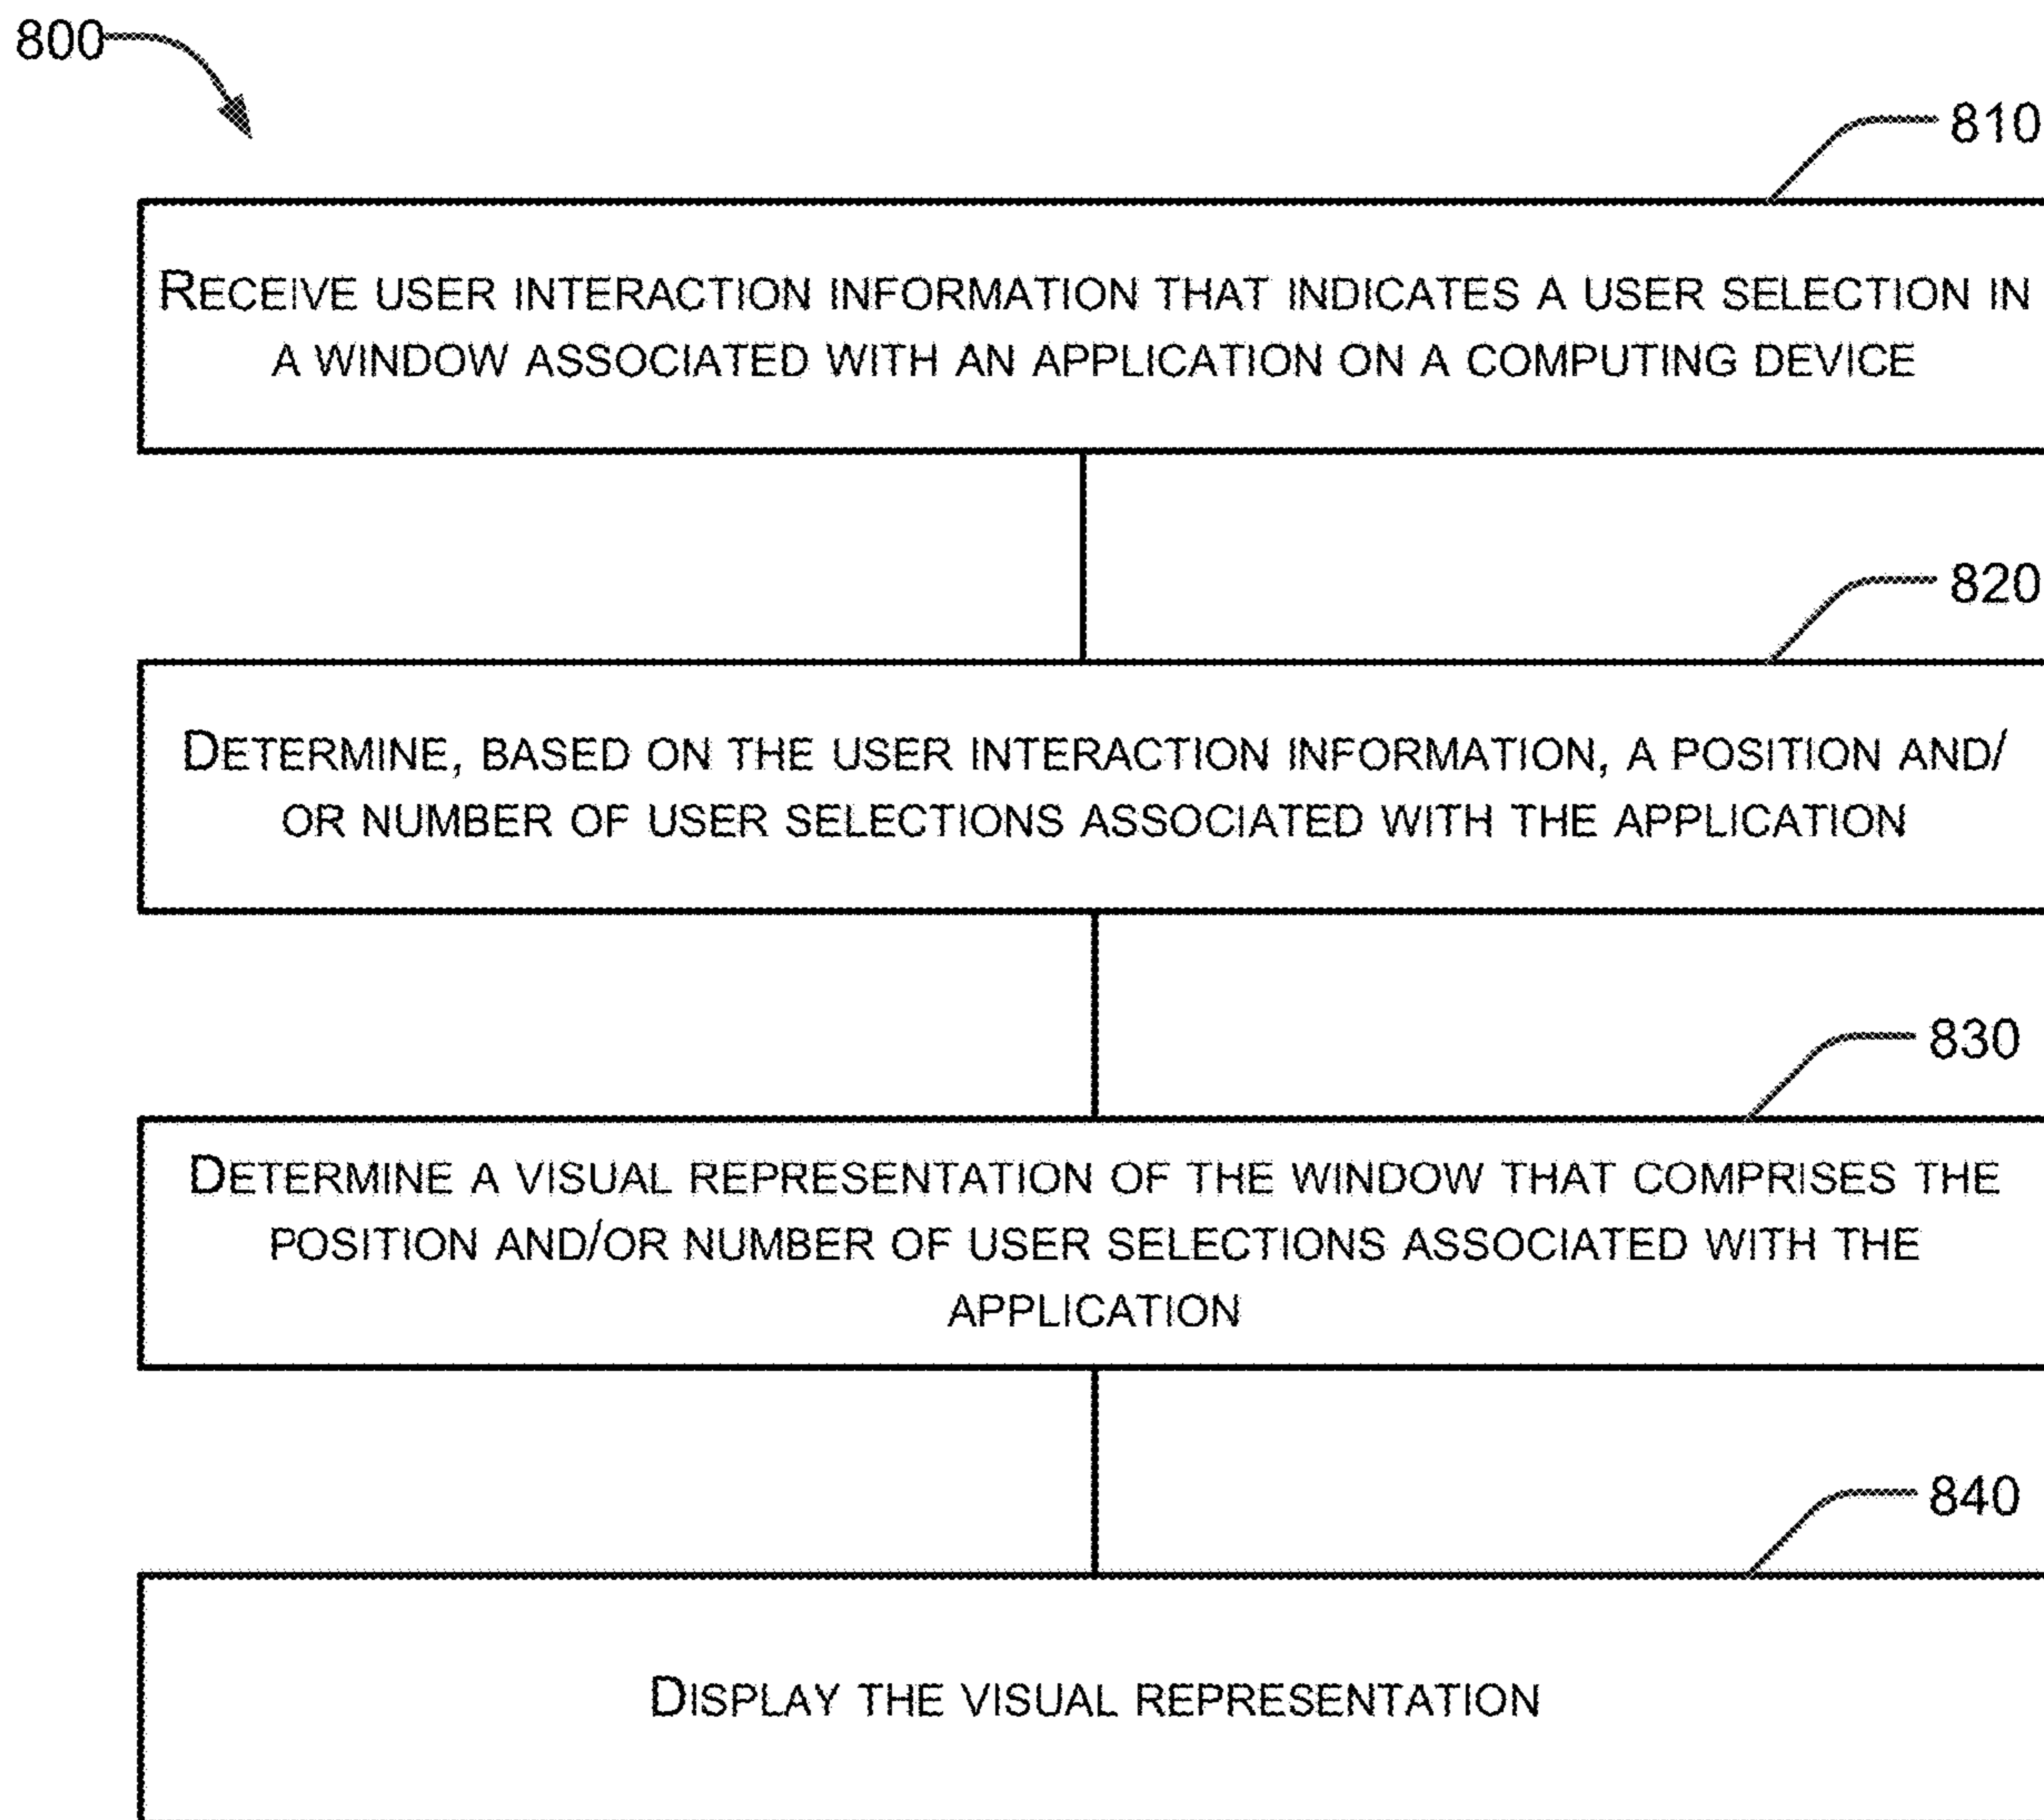 800
810
RECEIVE USER INTERACTION INFORMATION THAT INDICATES A USER SELECTION IN
A WINDOW ASSOCIATED WITH AN APPLICATION ON A COMPUTING DEVICE
820
DETERMINE, BASED ON THE USER INTERACTION INFORMATION, A POSITION AND/
OR NUMBER OF USER SELECTIONS ASSOCIATED WITH THE APPLICATION
830
DETERMINE A VISUAL REPRESENTATION OF THE WINDOW THAT COMPRISES THE
POSITION AND/OR NUMBER OF USER SELECTIONS ASSOCIATED WITH THE
APPLICATION
840
DISPLAY THE VISUAL REPRESENTATION